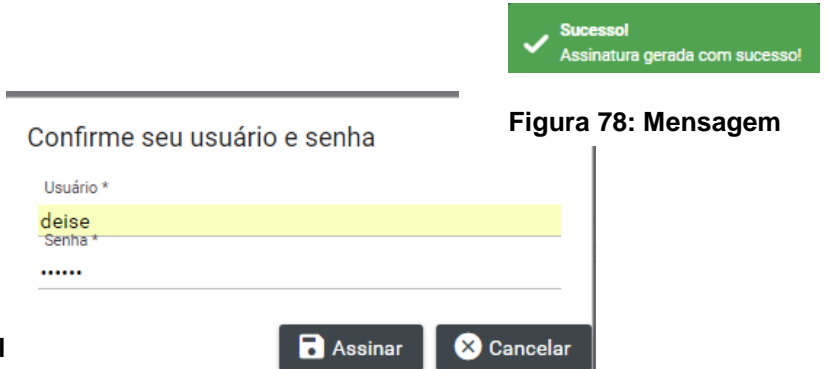 Sucesso!
Assinatura gerada com sucesso!
Figura 78: Mensagem
Confirme seu usuário e senha
Usuário *
deise
Senha *
••••••
Assinar
Cancelar